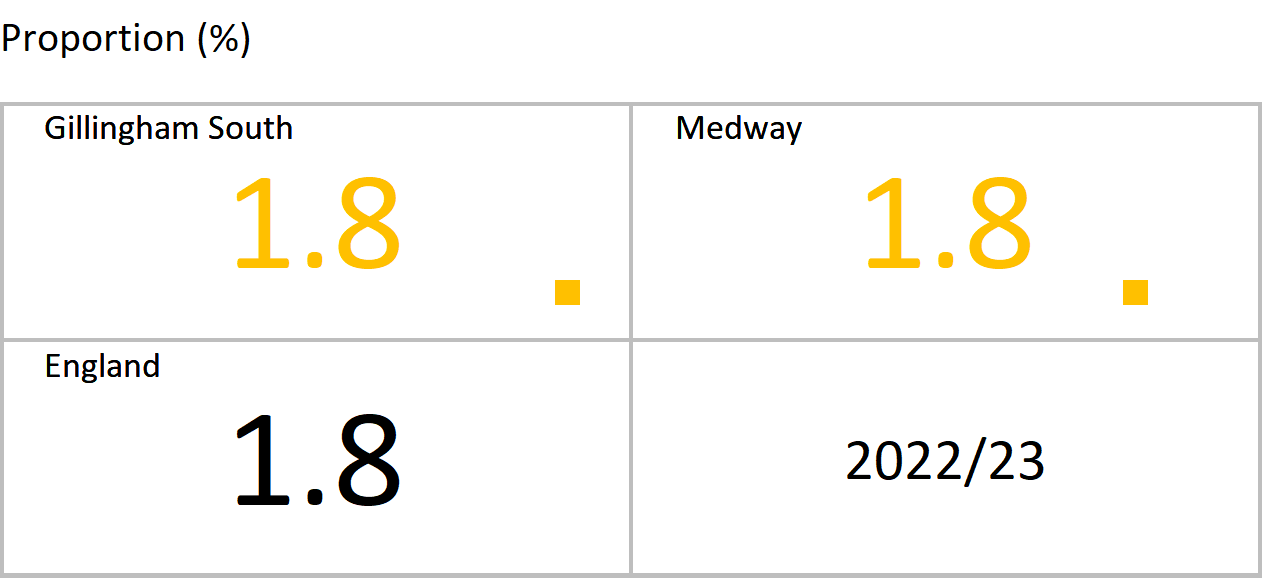 Proportion (%)
Gillingham South
Medway
1.8
1.8
England
1.8
2022/23